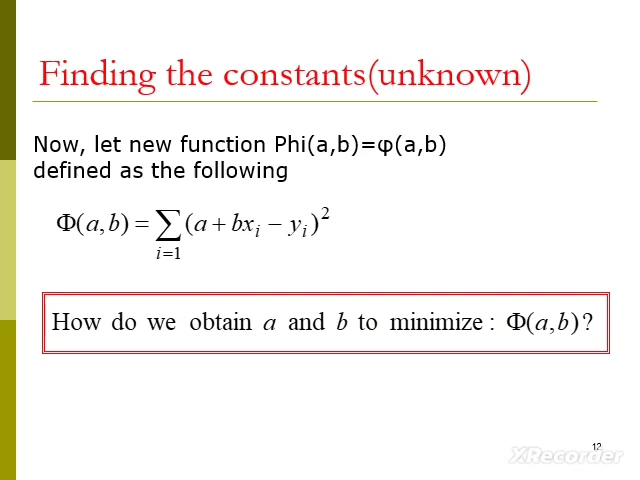 Finding the constants(unknown)
Now, let new function Phi(a,b)=φ(a,b)
defined as the following
Φ(a,b) = ∑_{i=1} (a + bx_i − y_i)^2
How do we obtain a and b to minimize : Φ(a,b)?
12
XRecorder